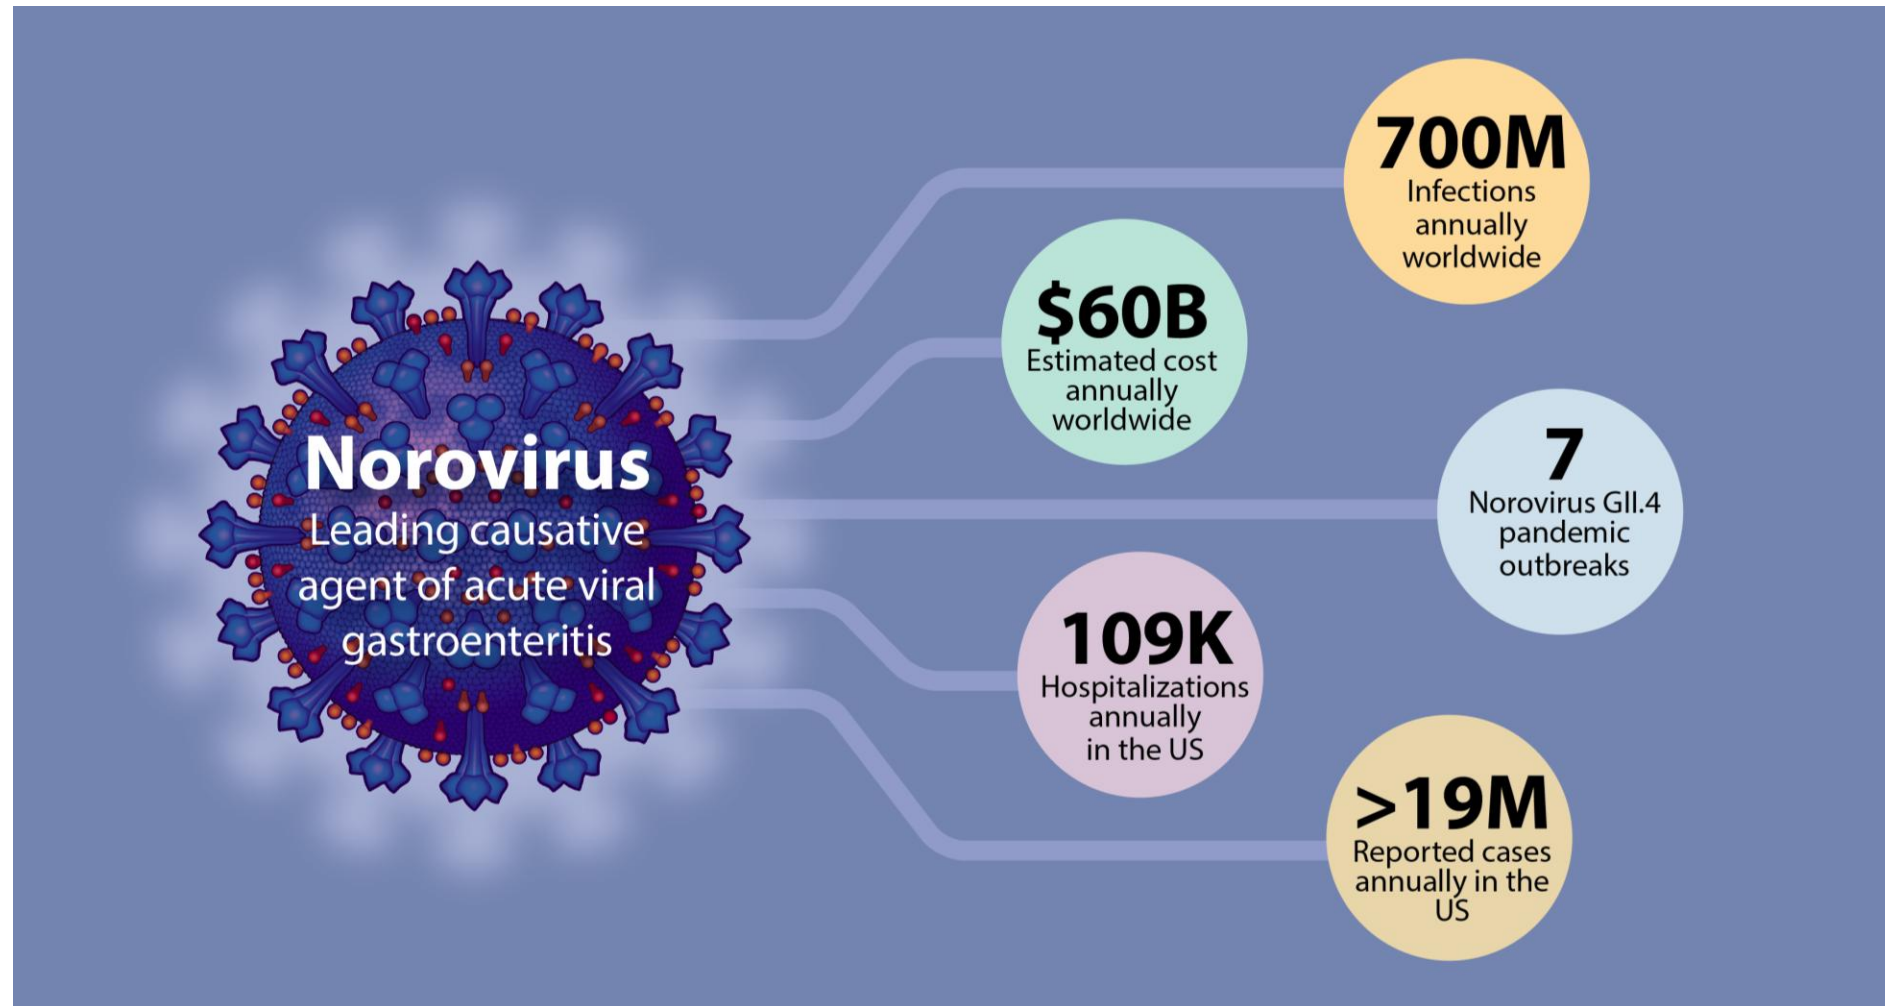 Norovirus
Leading causative
agent of acute viral
gastroenteritis
700M
Infections
annually
worldwide
$60B
Estimated cost
annually
worldwide
7
Norovirus GII.4
pandemic
outbreaks
109K
Hospitalizations
annually
in the US
>19M
Reported cases
annually in the
US